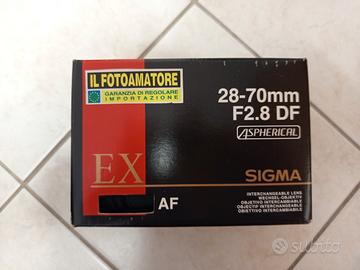 IL FOTOAMATORE
GARANZIA DI REGOLARE
IMPORTAZIONE
28-70mm
F2.8 DF
ASPHERICAL
EX
SIGMA
AF
INTERCHANGEABLE LENS
WECHSEL-OBJEKTIV
OBJETIVO INTERCAMBIABLE
OBJECTIF INTERCHANGEABLE
OBIETTIVO INTERCAMBIABILE
subito